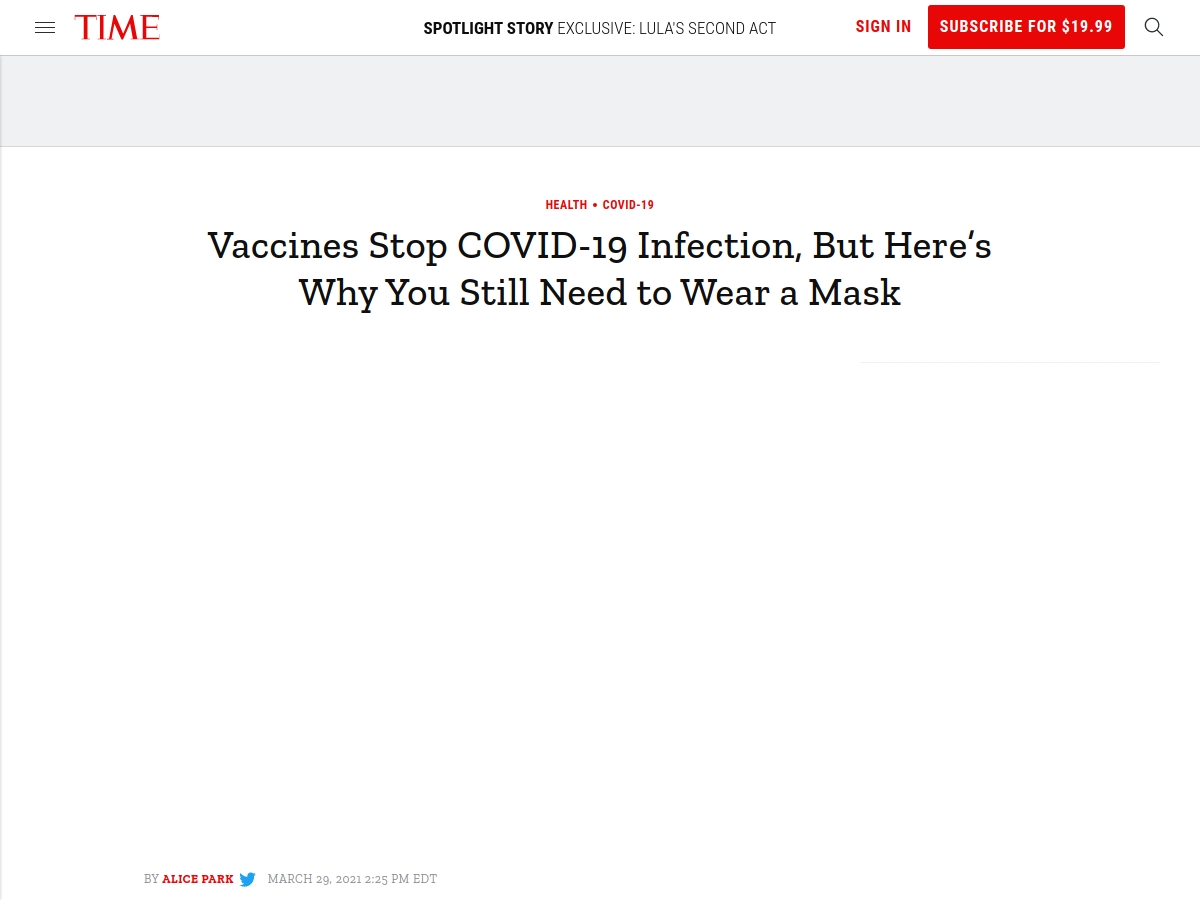 TIME
SPOTLIGHT STORY EXCLUSIVE: LULA'S SECOND ACT
SIGN IN
SUBSCRIBE FOR $19.99
HEALTH • COVID-19
Vaccines Stop COVID-19 Infection, But Here’s
Why You Still Need to Wear a Mask
BY ALICE PARK MARCH 29, 2021 2:25 PM EDT